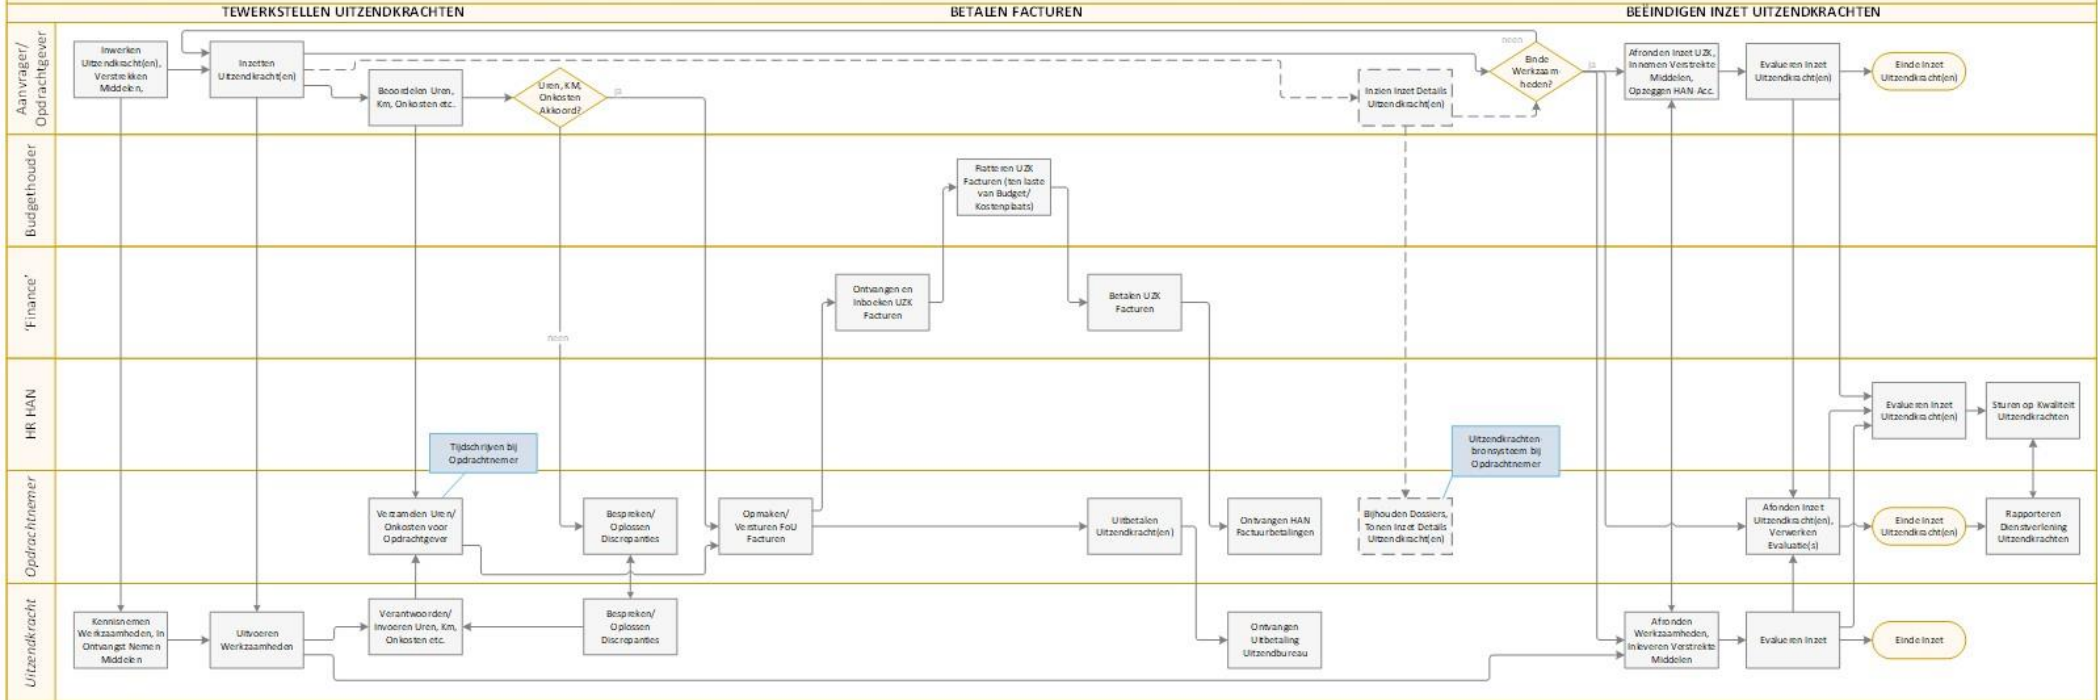 TEWERKSTELLEN UITZENDKRACHTEN
BETALEN FACTUREN
BEËINDIGEN INZET UITZENDKRACHTEN
Aanvrager/
Opdrachtgever
Inwerken
Uitzendkracht(en),
Verstrekken
Middelen,
Inzetten
Uitzendkracht(en)
Beoordelen Uren,
Km, Onkosten etc.
Uren, KM,
Onkosten
Akkoord?
ja
neen
Inzien Inzet Details
Uitzendkracht(en)
neen
Einde
Werkzaam-
heden?
ja
Afronden Inzet UZK,
Innemen Verstrekte
Middelen,
Opzeggen HAN-Acc.
Evalueren Inzet
Uitzendkracht(en)
Einde Inzet
Uitzendkracht(en)
Budgethouder
Fiatteren UZK
Facturen (ten laste
van Budget/
Kostenplaats)
'Finance'
Ontvangen en
Inboeken UZK
Facturen
Betalen UZK
Facturen
HR HAN
Tijdschrijven bij
Opdrachtnemer
Uitzendkrachten
bronsysteem bij
Opdrachtnemer
Evalueren Inzet
Uitzendkracht(en)
Sturen op Kwaliteit
Uitzendkrachten
Opdrachtnemer
Verzamelen Uren/
Onkosten voor
Opdrachtgever
Bespreken/
Oplossen
Discrepanties
Opmaken/
Versturen FoU
Facturen
Uitbetalen
Uitzendkracht(en)
Ontvangen HAN
Factuurbetalingen
Bijhouden Dossiers,
Tonen Inzet Details
Uitzendkracht(en)
Afonden Inzet
Uitzendkracht(en),
Verwerken
Evaluatie(s)
Einde Inzet
Uitzendkracht(en)
Rapporteren
Dienstverlening
Uitzendkrachten
Uitzendkracht
Kennisnemen
Werkzaamheden, In
Ontvangst Nemen
Middelen
Uitvoeren
Werkzaamheden
Verantwoorden/
Invoeren Uren, Km,
Onkosten etc.
Bespreken/
Oplossen
Discrepanties
Ontvangen
Uitbetaling
Uitzendbureau
Afronden
Werkzaamheden,
Inleveren Verstrekte
Middelen
Evalueren Inzet
Einde Inzet